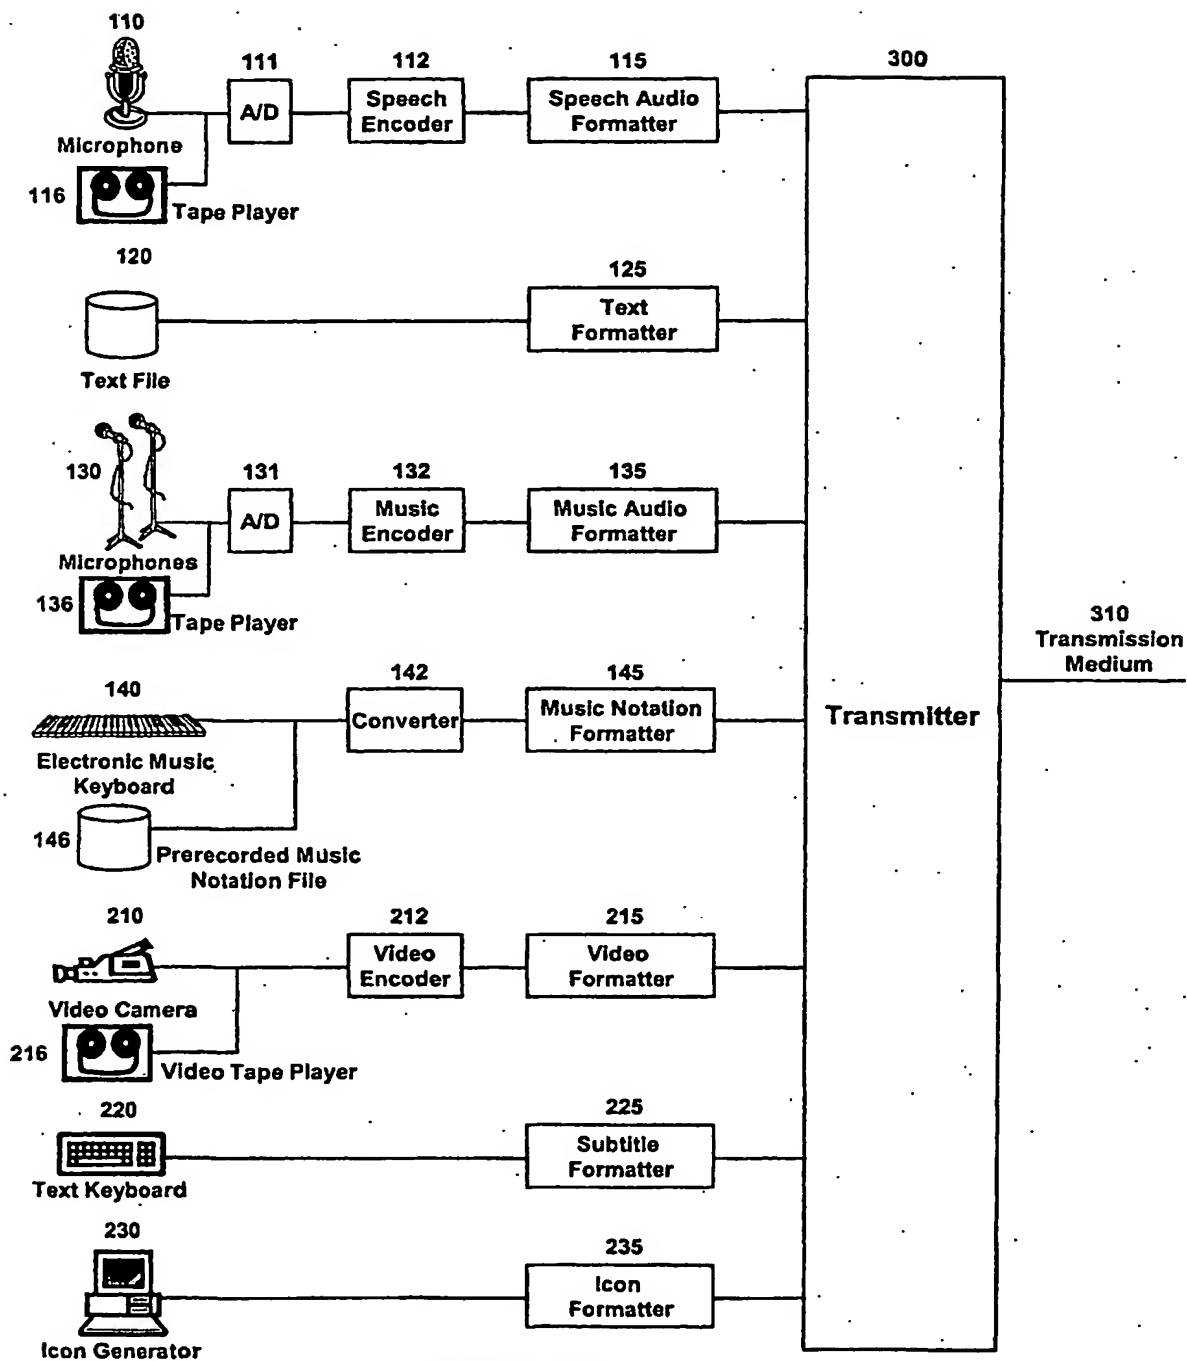 110
111
112
115
300
A/D
Speech
Encoder
Speech Audio
Formatter
Microphone
116
Tape Player
120
125
Text
Formatter
Text File
130
131
132
135
A/D
Music
Encoder
Music Audio
Formatter
Microphones
136
Tape Player
310
Transmission
Medium
140
142
145
Converter
Music Notation
Formatter
Transmitter
Electronic Music
Keyboard
146
Prerecorded Music
Notation File
210
212
215
Video
Encoder
Video
Formatter
Video Camera
216
Video Tape Player
220
225
Subtitle
Formatter
Text Keyboard
230
235
Icon
Formatter
Icon Generator